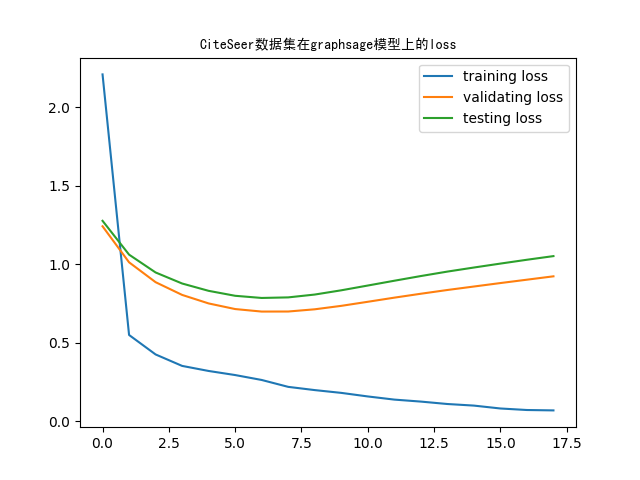 CiteSeer数据集在graphsage模型上的loss
training loss
validating loss
testing loss
2.0
1.5
1.0
0.5
0.0
0.0 2.5 5.0 7.5 10.0 12.5 15.0 17.5